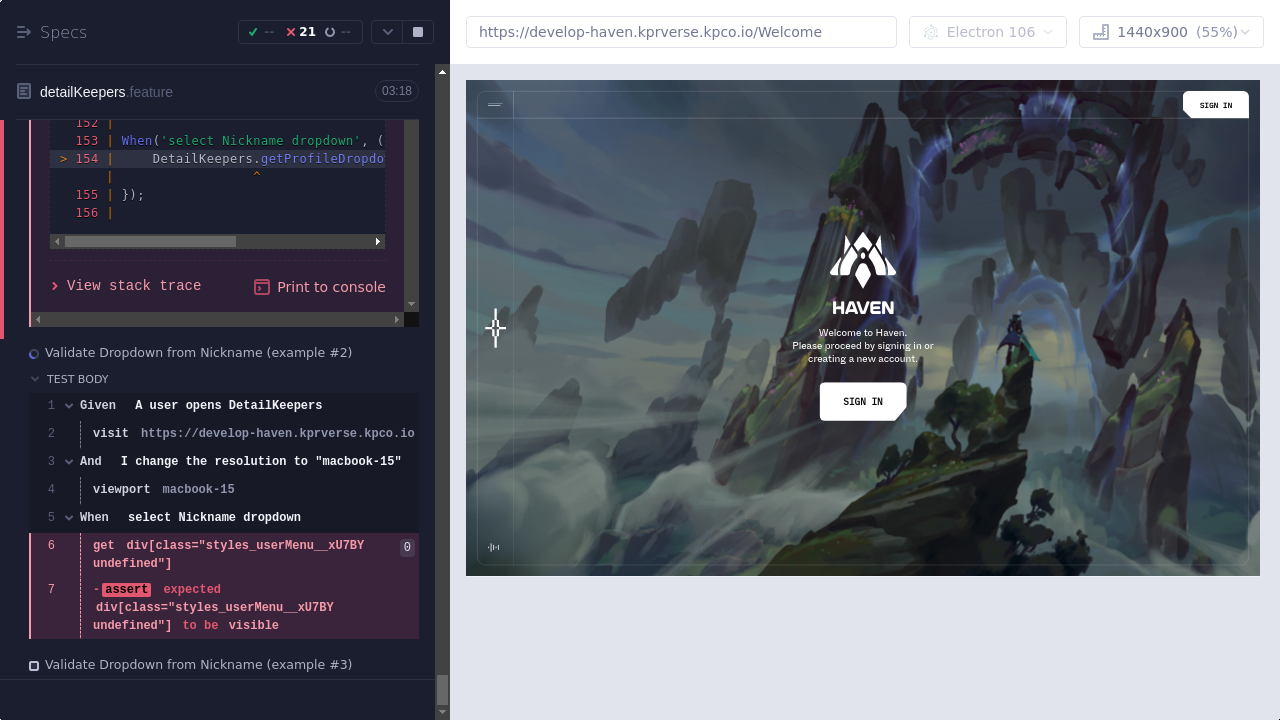 Specs
-- 21 --
detailKeepers.feature 03:18
152 |
153 | When('select Nickname dropdown', (
> 154 | DetailKeepers.getProfileDropdo
| ^
155 | });
156 |
View stack trace
Print to console
Validate Dropdown from Nickname (example #2)
TEST BODY
1 Given A user opens DetailKeepers
2 visit https://develop-haven.kprverse.kpco.io
3 And I change the resolution to "macbook-15"
4 viewport macbook-15
5 When select Nickname dropdown
6 get div[class="styles_userMenu__xU7BY 0
undefined"]
7 -assert expected
div[class="styles_userMenu__xU7BY
undefined"] to be visible
Validate Dropdown from Nickname (example #3)
https://develop-haven.kprverse.kpco.io/Welcome
Electron 106
1440x900 (55%)
SIGN IN
HAVEN
Welcome to Haven.
Please proceed by signing in or
creating a new account.
SIGN IN